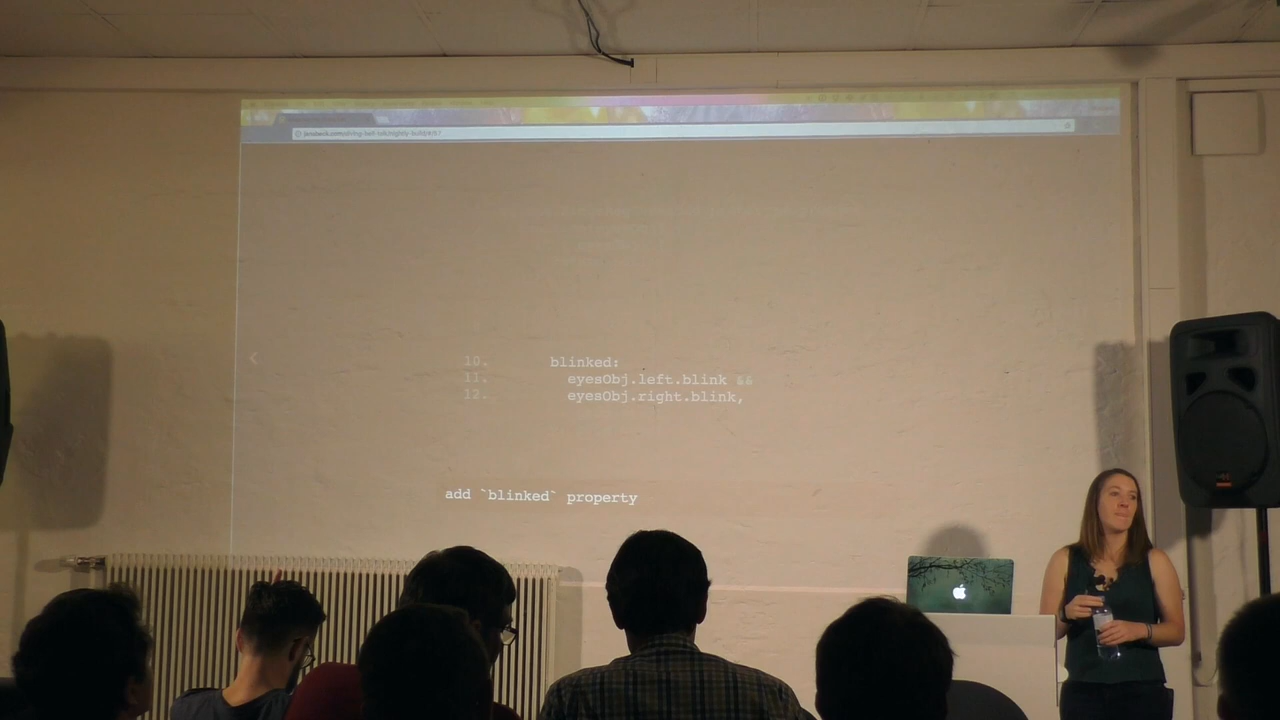 10. blinked:
11. eyesObj.left.blink &&
12. eyesObj.right.blink,
add `blinked` property